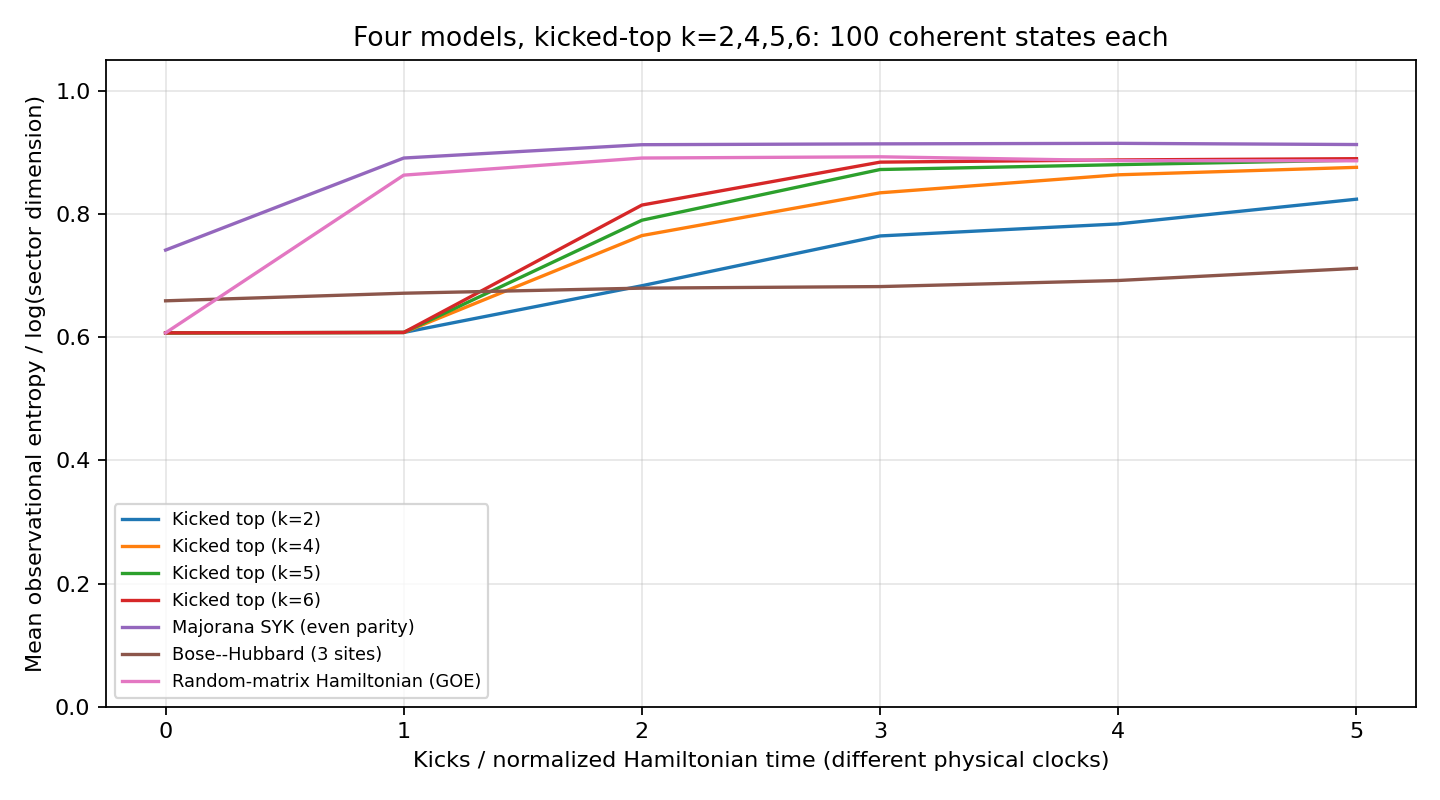 Four models, kicked-top k=2,4,5,6: 100 coherent states each
Mean observational entropy / log(sector dimension)
1.0
0.8
0.6
0.4
0.2
0.0
Kicked top (k=2)
Kicked top (k=4)
Kicked top (k=5)
Kicked top (k=6)
Majorana SYK (even parity)
Bose--Hubbard (3 sites)
Random-matrix Hamiltonian (GOE)
0 1 2 3 4 5
Kicks / normalized Hamiltonian time (different physical clocks)